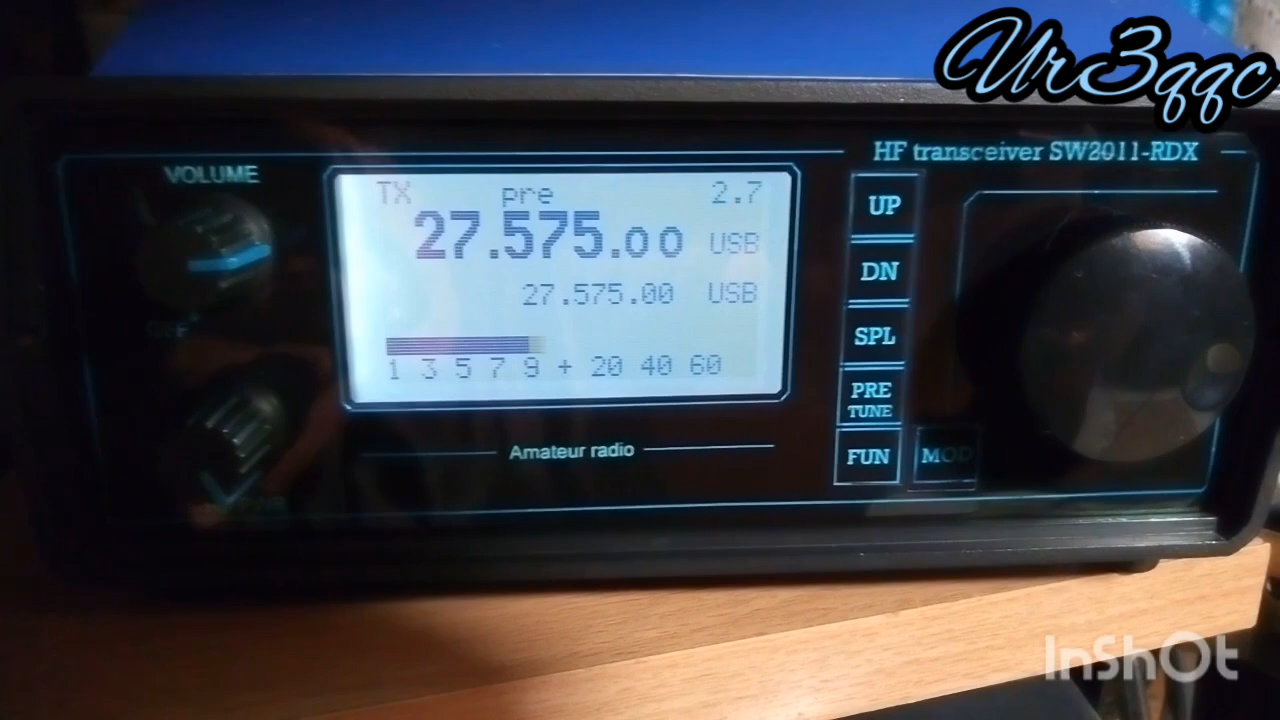 Ur3qqc
HF transceiver SW2011-RDX
VOLUME
TX pre 2.7
27.575.00 USB
27.575.00 USB
1 3 5 7 9 + 20 40 60
UP
DN
SPL
PRE
TUNE
FUN
MOD
Amateur radio
InShOt